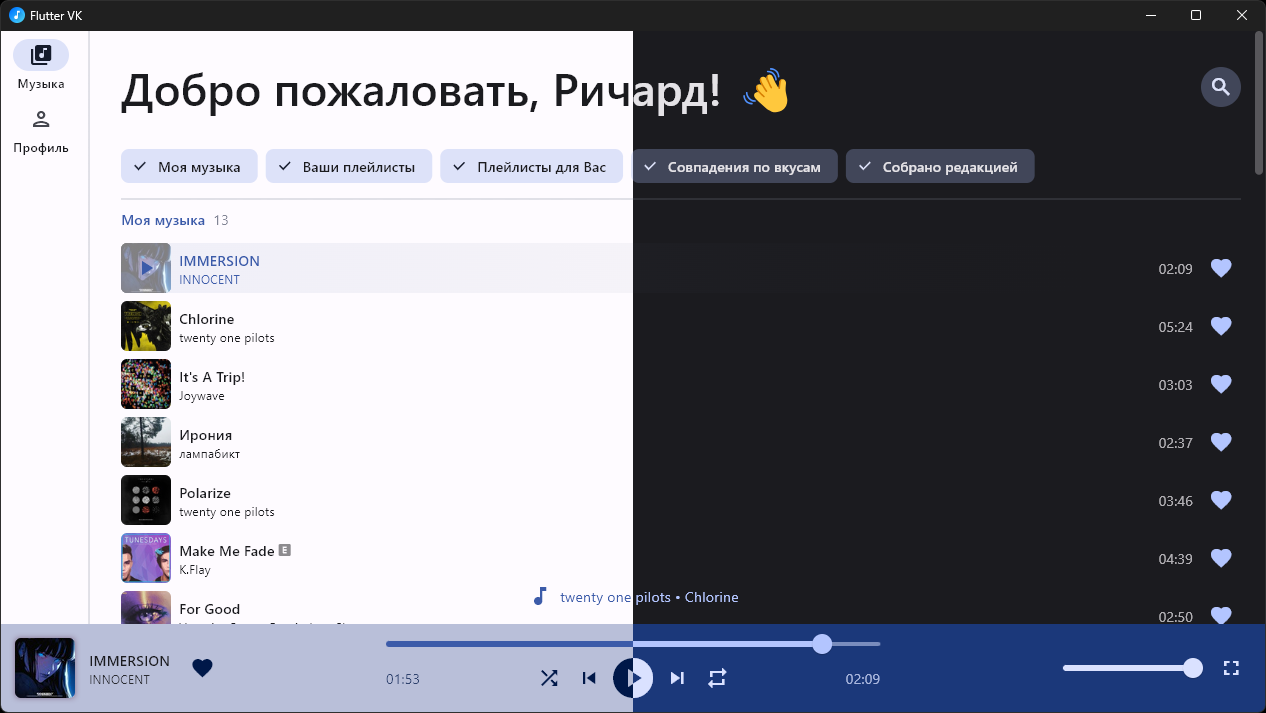 Flutter VK
Музыка
Профиль
Добро пожаловать, Ричард! 👋
Моя музыка
Ваши плейлисты
Плейлисты для Вас
Совпадения по вкусам
Собрано редакцией
Моя музыка 13
IMMERSION
INNOCENT
02:09
Chlorine
twenty one pilots
05:24
It's A Trip!
Joywave
03:03
Ирония
лампабикт
02:37
Polarize
twenty one pilots
03:46
TUNESDAYS
Make Me Fade E
K.Flay
04:39
For Good
02:50
twenty one pilots • Chlorine
IMMERSION
INNOCENT
01:53
02:09